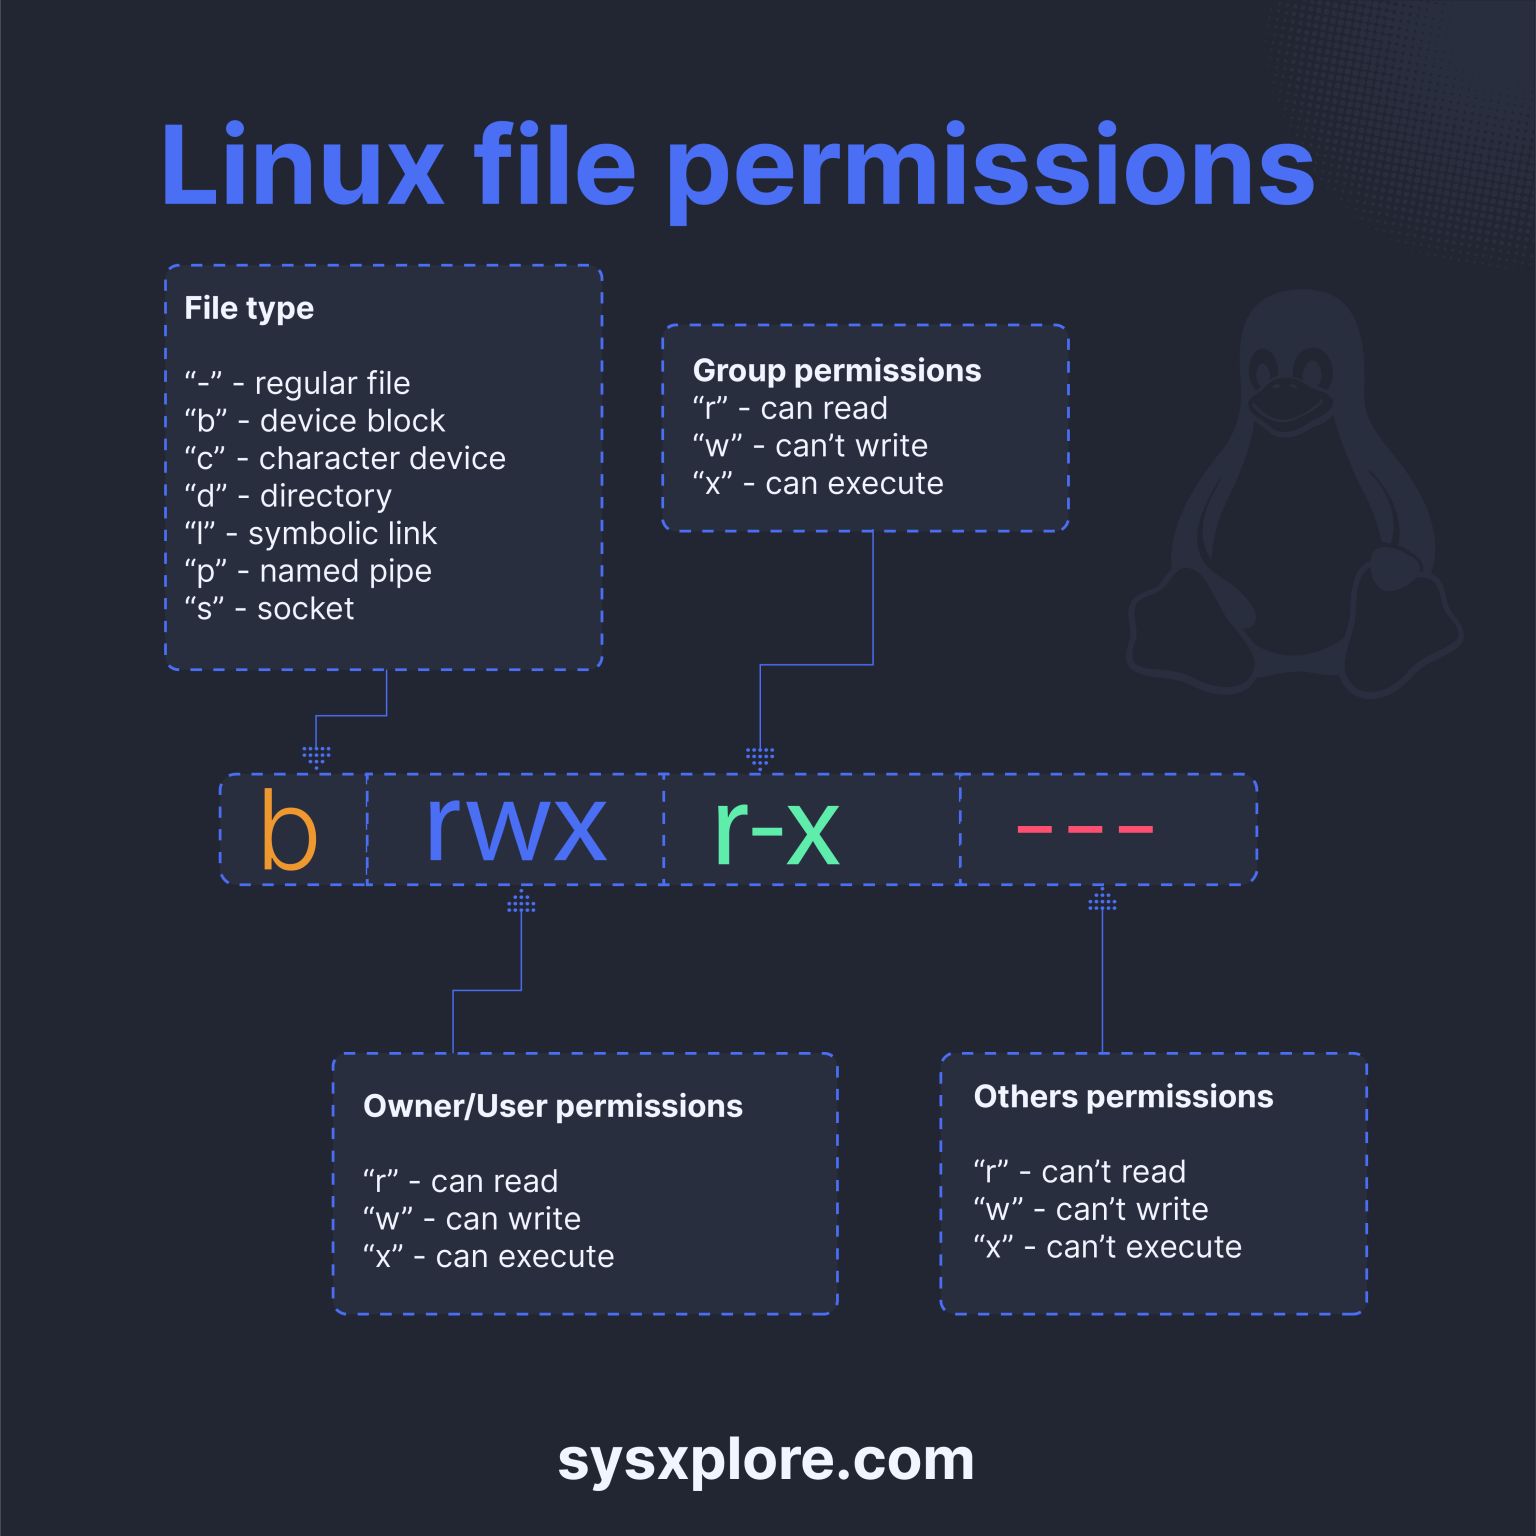 Linux file permissions
File type
“-” - regular file
“b” - device block
“c” - character device
“d” - directory
“l” - symbolic link
“p” - named pipe
“s” - socket
Group permissions
“r” - can read
“w” - can’t write
“x” - can execute
b rwx r-x ---
Owner/User permissions
“r” - can read
“w” - can write
“x” - can execute
Others permissions
“r” - can’t read
“w” - can’t write
“x” - can’t execute
sysxplore.com